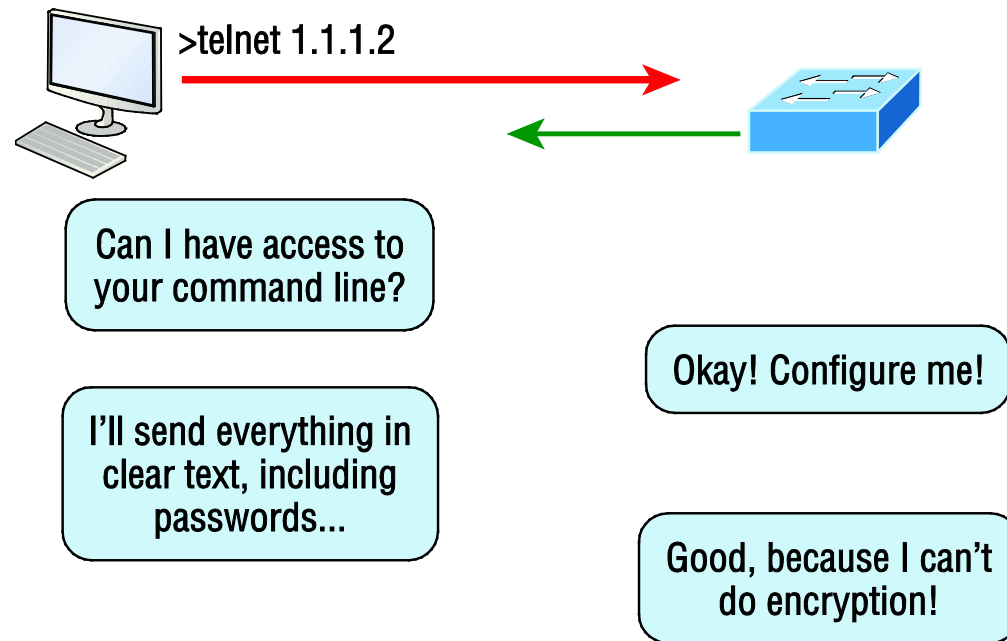 >telnet 1.1.1.2
Can I have access to
your command line?
Okay! Configure me!
I’ll send everything in
clear text, including
passwords...
Good, because I can’t
do encryption!